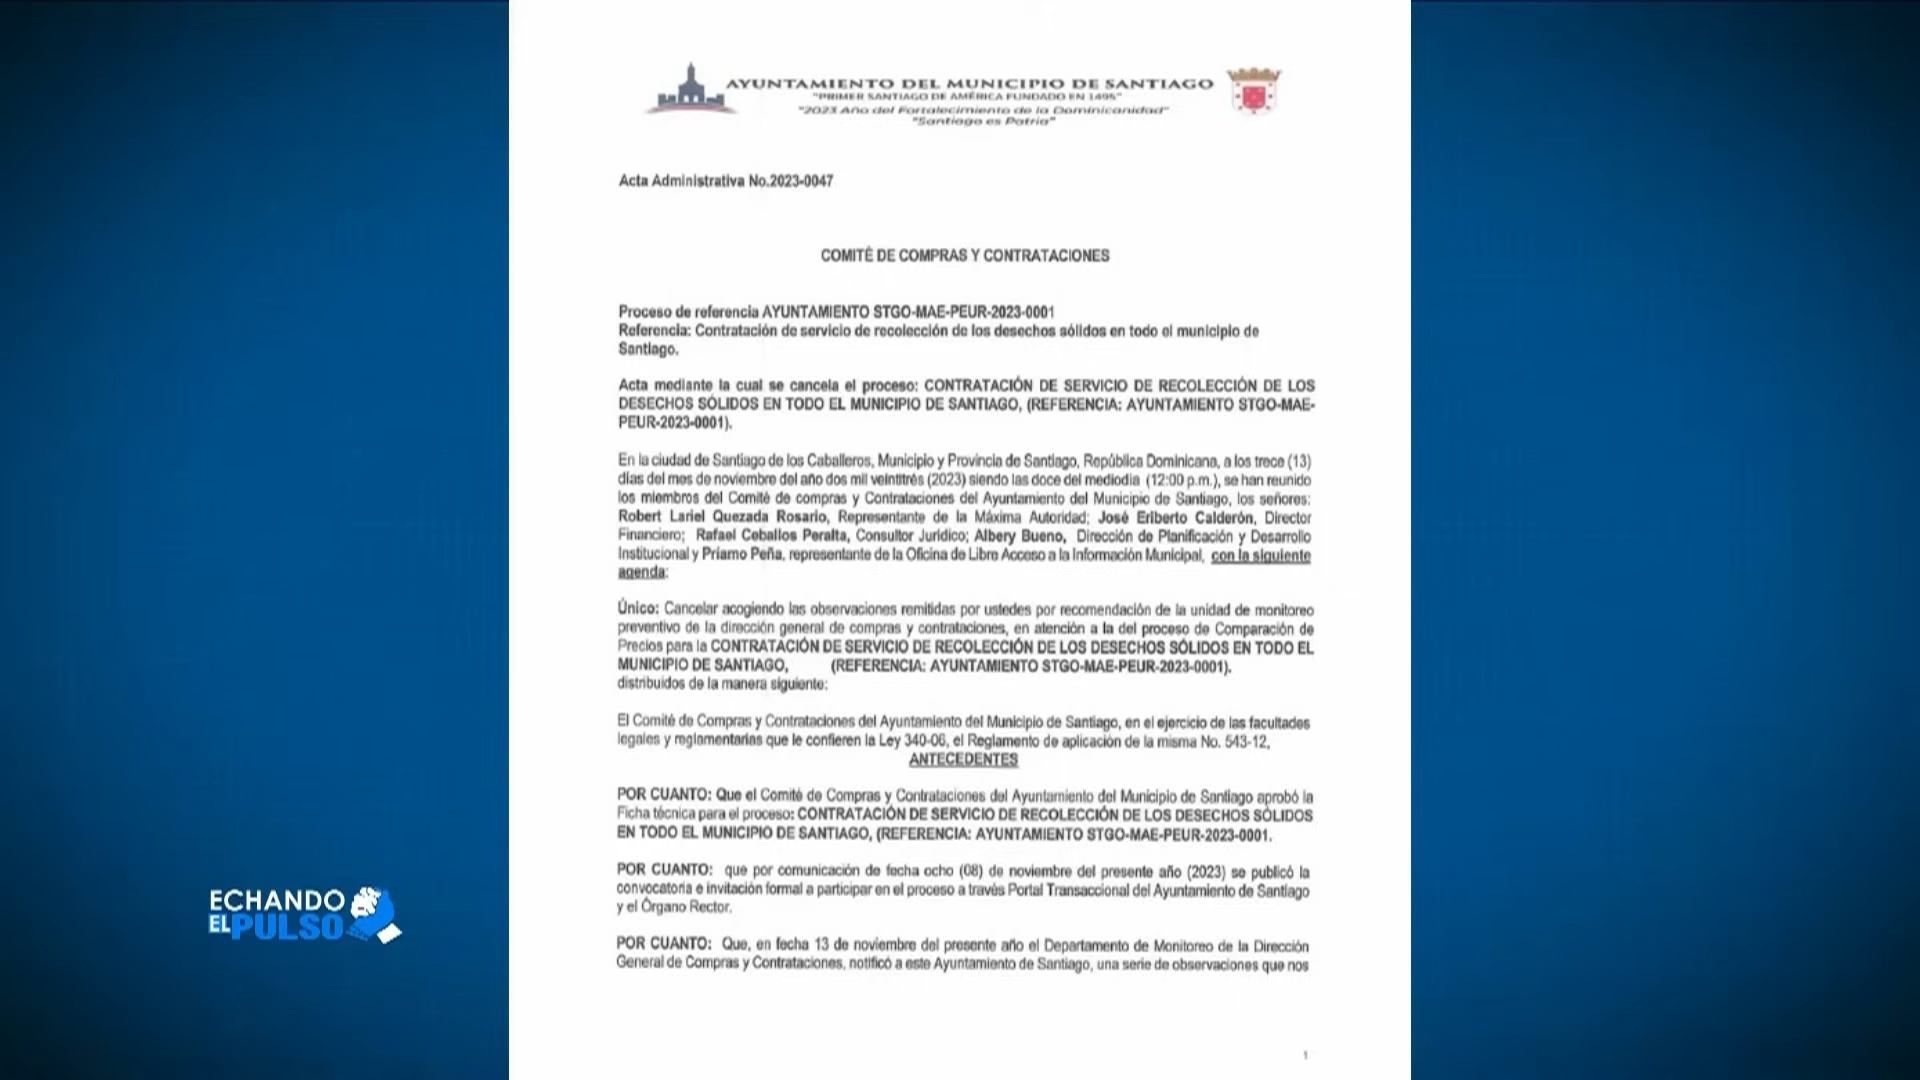 AYUNTAMIENTO DEL MUNICIPIO DE SANTIAGO
"PRIMER SANTIAGO DE AMÉRICA FUNDADO EN 1495"
"2023 Año del Fortalecimiento de la Dominicanidad"
"Santiago es Patria"
Acta Administrativa No.2023-0047
COMITÉ DE COMPRAS Y CONTRATACIONES
Proceso de referencia AYUNTAMIENTO STGO-MAE-PEUR-2023-0001
Referencia: Contratación de servicio de recolección de los desechos sólidos en todo el municipio de
Santiago.
Acta mediante la cual se cancela el proceso: CONTRATACIÓN DE SERVICIO DE RECOLECCIÓN DE LOS
DESECHOS SÓLIDOS EN TODO EL MUNICIPIO DE SANTIAGO, (REFERENCIA: AYUNTAMIENTO STGO-MAE-
PEUR-2023-0001).
En la ciudad de Santiago de los Caballeros, Municipio y Provincia de Santiago, República Dominicana, a los trece (13)
días del mes de noviembre del año dos mil veintitrés (2023) siendo las doce del mediodía (12:00 p.m.), se han reunido
los miembros del Comité de compras y Contrataciones del Ayuntamiento del Municipio de Santiago, los señores:
Robert Lariel Quezada Rosario, Representante de la Máxima Autoridad; José Eriberto Calderón, Director
Financiero; Rafael Ceballos Peralta, Consultor Jurídico; Albery Bueno, Dirección de Planificación y Desarrollo
Institucional y Príamo Peña, representante de la Oficina de Libre Acceso a la Información Municipal, con la siguiente
agenda:
Único: Cancelar acogiendo las observaciones remitidas por ustedes por recomendación de la unidad de monitoreo
preventivo de la dirección general de compras y contrataciones, en atención a la del proceso de Comparación de
Precios para la CONTRATACIÓN DE SERVICIO DE RECOLECCIÓN DE LOS DESECHOS SÓLIDOS EN TODO EL
MUNICIPIO DE SANTIAGO, (REFERENCIA: AYUNTAMIENTO STGO-MAE-PEUR-2023-0001).
distribuidos de la manera siguiente:
El Comité de Compras y Contrataciones del Ayuntamiento del Municipio de Santiago, en el ejercicio de las facultades
legales y reglamentarias que le confieren la Ley 340-06, el Reglamento de aplicación de la misma No. 543-12,
ANTECEDENTES
POR CUANTO: Que el Comité de Compras y Contrataciones del Ayuntamiento del Municipio de Santiago aprobó la
Ficha técnica para el proceso: CONTRATACIÓN DE SERVICIO DE RECOLECCIÓN DE LOS DESECHOS SÓLIDOS
EN TODO EL MUNICIPIO DE SANTIAGO, (REFERENCIA: AYUNTAMIENTO STGO-MAE-PEUR-2023-0001.
POR CUANTO: que por comunicación de fecha ocho (08) de noviembre del presente año (2023) se publicó la
convocatoria e invitación formal a participar en el proceso a través Portal Transaccional del Ayuntamiento de Santiago
y el Órgano Rector.
POR CUANTO: Que, en fecha 13 de noviembre del presente año el Departamento de Monitoreo de la Dirección
General de Compras y Contrataciones, notificó a este Ayuntamiento de Santiago, una serie de observaciones que nos
1
ECHANDO
EL PULSO